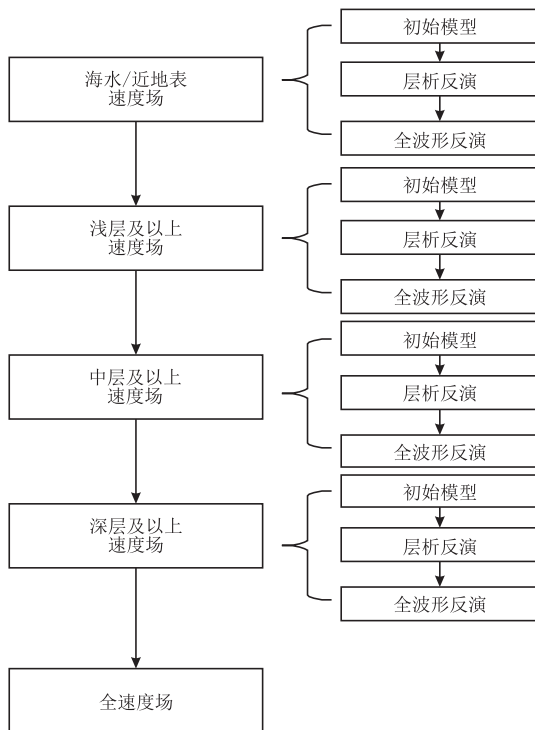 海水/近地表
速度场
初始模型
层析反演
全波形反演
浅层及以上
速度场
初始模型
层析反演
全波形反演
中层及以上
速度场
初始模型
层析反演
全波形反演
深层及以上
速度场
初始模型
层析反演
全波形反演
全速度场